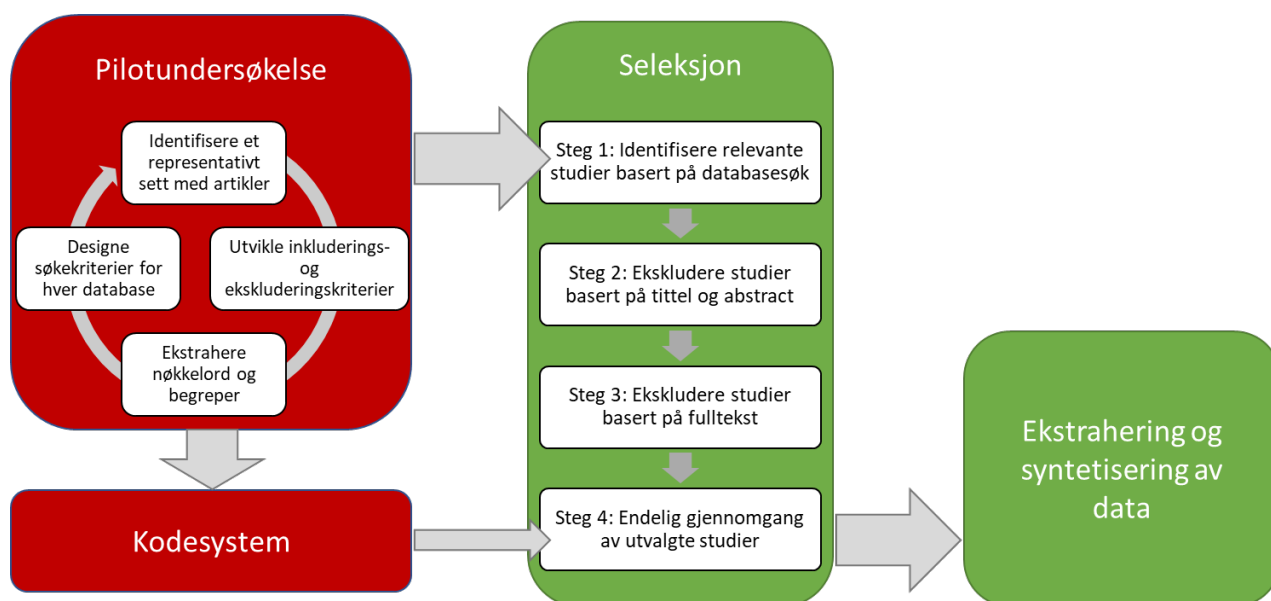 Pilotundersøkelse
Identifisere et
representativt
sett med artikler
Designe
søkekriterier for
hver database
Utvikle inkluderings-
og
ekskluderingskriterier
Ekstrahere
nøkkelord og
begreper
Kodesystem
Seleksjon
Steg 1: Identifisere relevante
studier basert på databasesøk
Steg 2: Ekskludere studier
basert på tittel og abstract
Steg 3: Ekskludere studier
basert på fulltekst
Steg 4: Endelig gjennomgang
av utvalgte studier
Ekstrahering og
syntetisering av
data